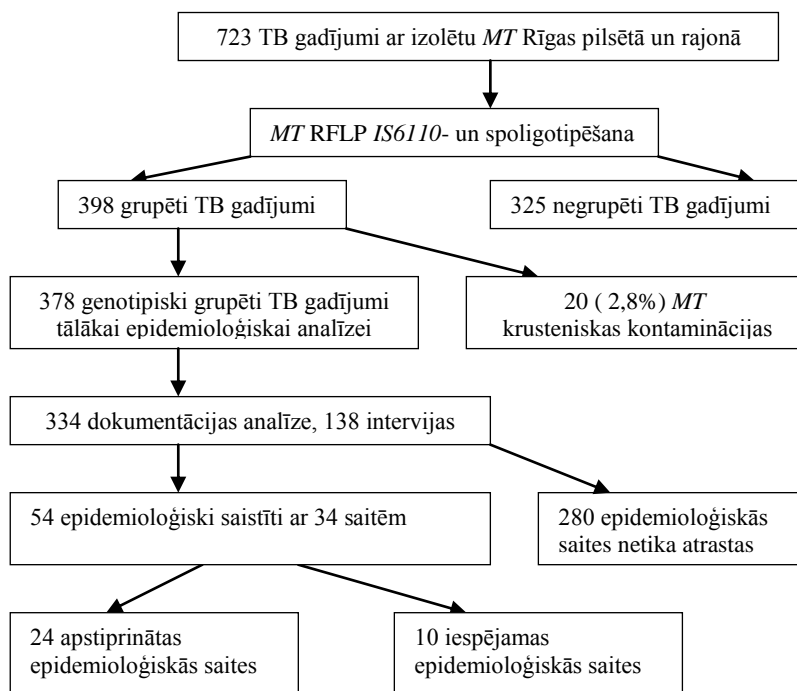 723 TB gadījumi ar izolētu MT Rīgas pilsētā un rajonā
MT RFLP IS6110- un spoligotipēšana
398 grupēti TB gadījumi
325 negrupēti TB gadījumi
378 genotipiski grupēti TB gadījumi
tālākai epidemioloģiskai analīzei
20 ( 2,8%) MT
krusteniskas kontaminācijas
334 dokumentācijas analīze, 138 intervijas
54 epidemioloģiski saistīti ar 34 saitēm
280 epidemioloģiskās
saites netika atrastas
24 apstiprinātas
epidemioloģiskās saites
10 iespējamas
epidemioloģiskās saites